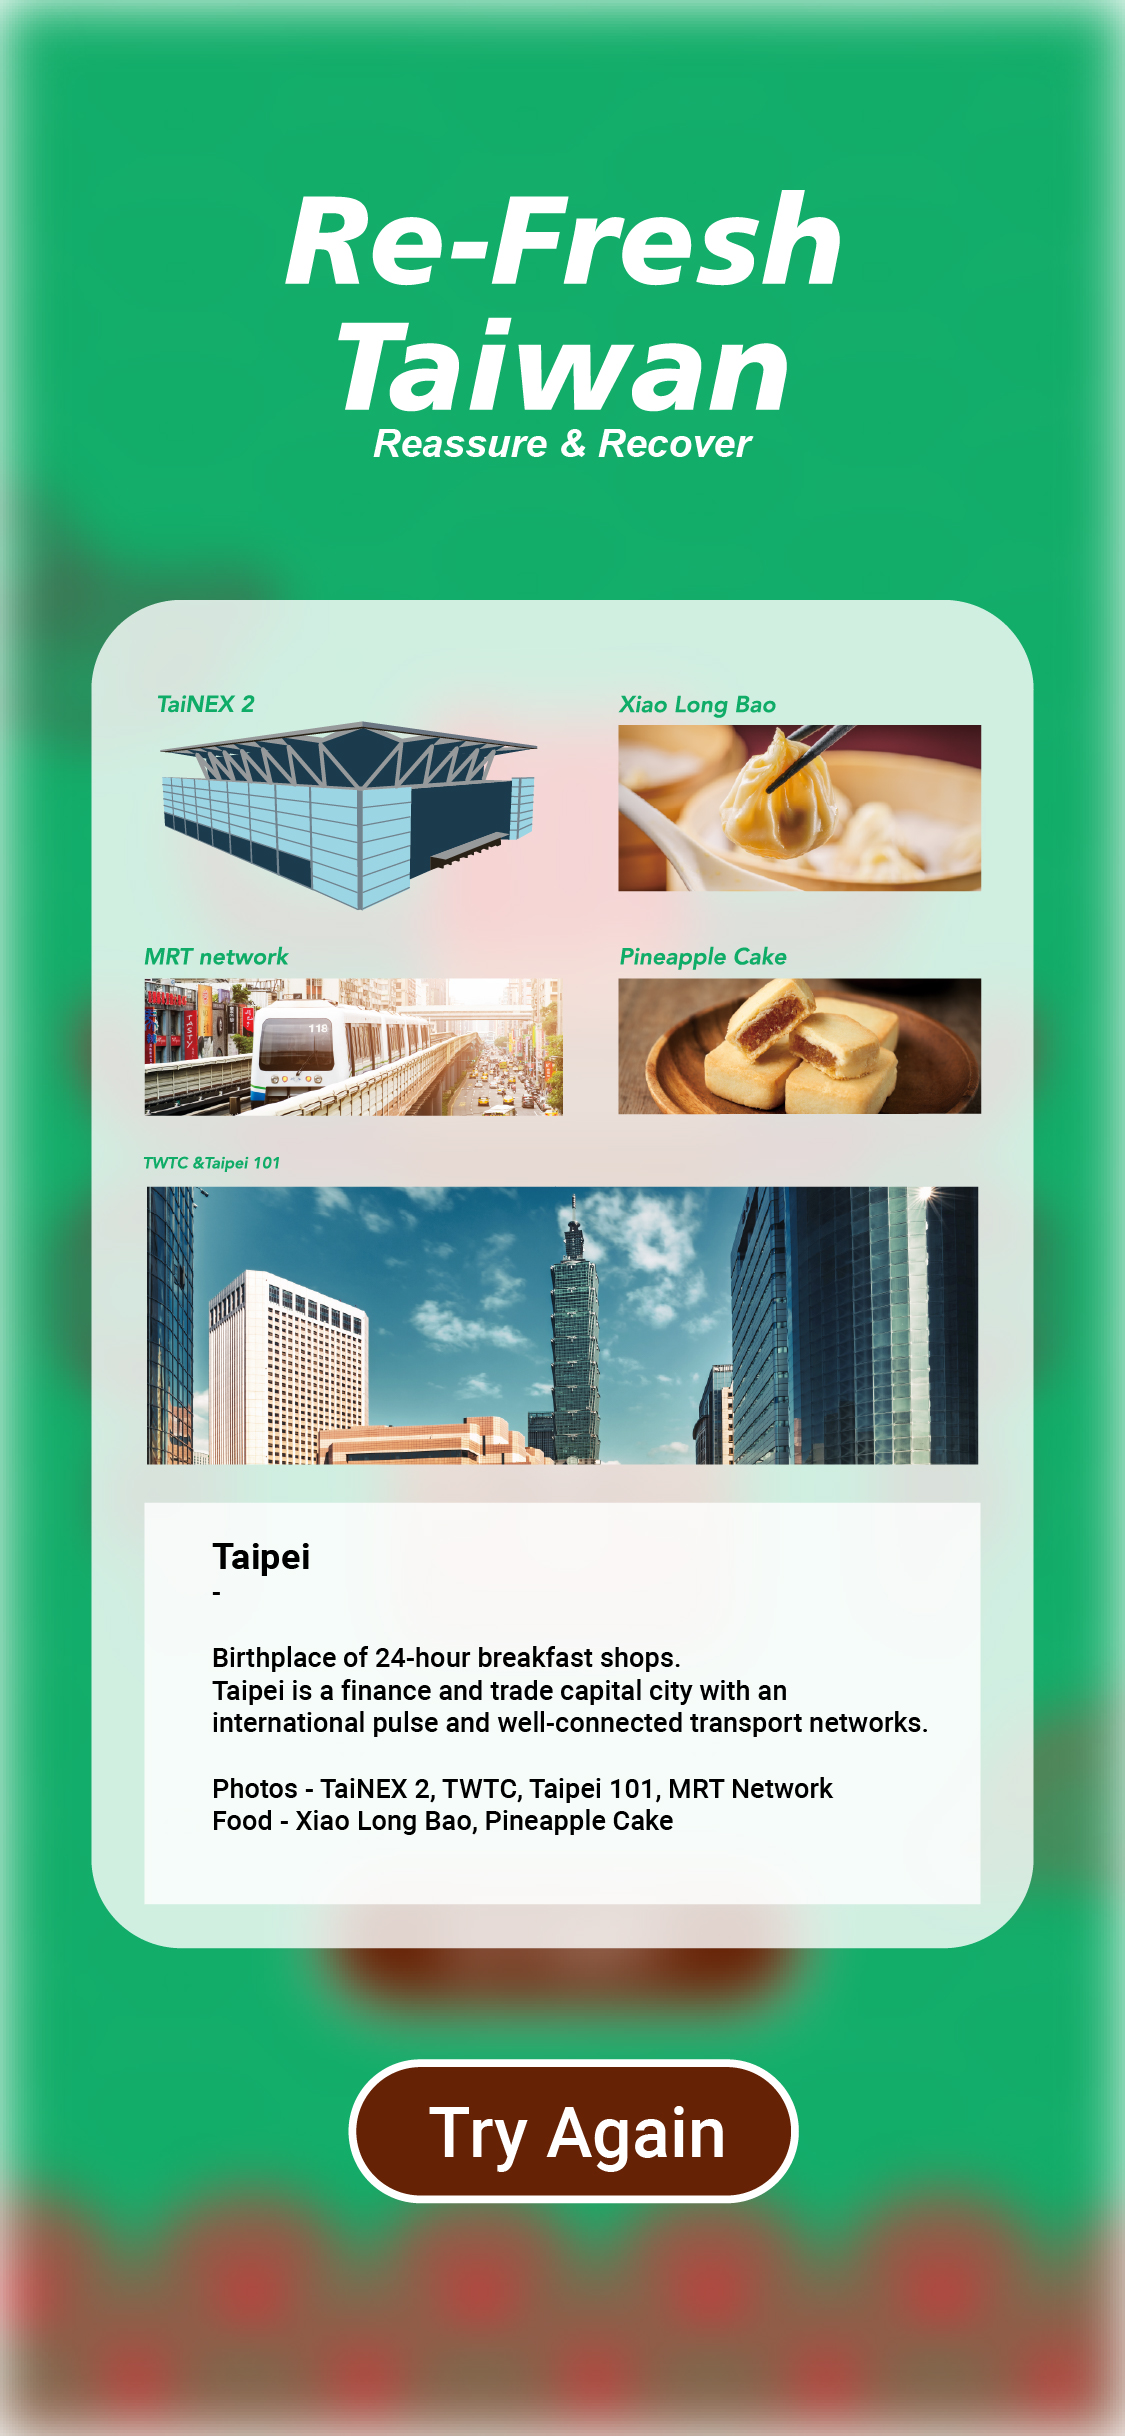 Re-Fresh
Taiwan
Reassure & Recover
TaiNEX 2
Xiao Long Bao
MRT network
Pineapple Cake
118
TASTY
TWTC &Taipei 101
Taipei
-
Birthplace of 24-hour breakfast shops.
Taipei is a finance and trade capital city with an
international pulse and well-connected transport networks.
Photos - TaiNEX 2, TWTC, Taipei 101, MRT Network
Food - Xiao Long Bao, Pineapple Cake
Try Again